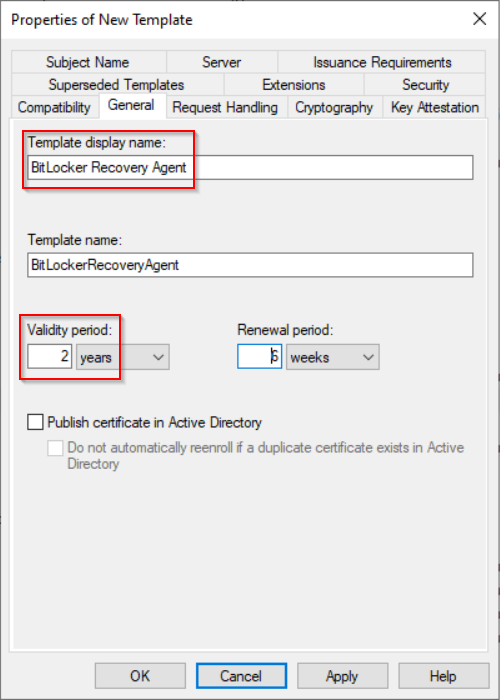 Properties of New Template
Subject Name Server Issuance Requirements
Superseded Templates Extensions Security
Compatibility General Request Handling Cryptography Key Attestation
Template display name:
BitLocker Recovery Agent
Template name:
BitLockerRecoveryAgent
Validity period: Renewal period:
2 years 6 weeks
Publish certificate in Active Directory
Do not automatically reenroll if a duplicate certificate exists in Active
Directory
OK Cancel Apply Help